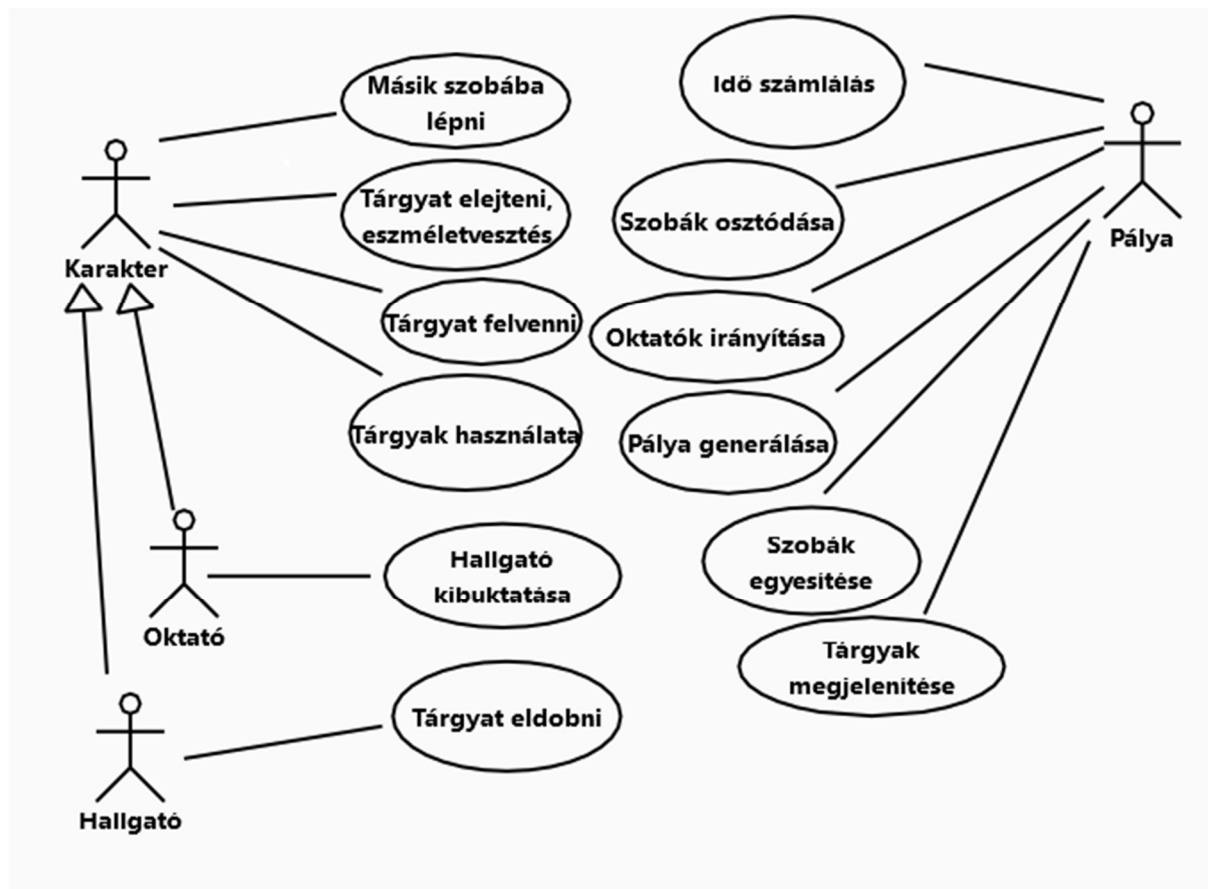 Másik szobába
lépni
Tárgyat elejteni,
eszméletvesztés
Karakter
Tárgyat felvenni
Tárgyak használata
Hallgató
kibuktatása
Oktató
Tárgyat eldobni
Hallgató
Idő számlálás
Szobák osztódása
Pálya
Oktatók irányítása
Pálya generálása
Szobák
egyesítése
Tárgyak
megjelenítése